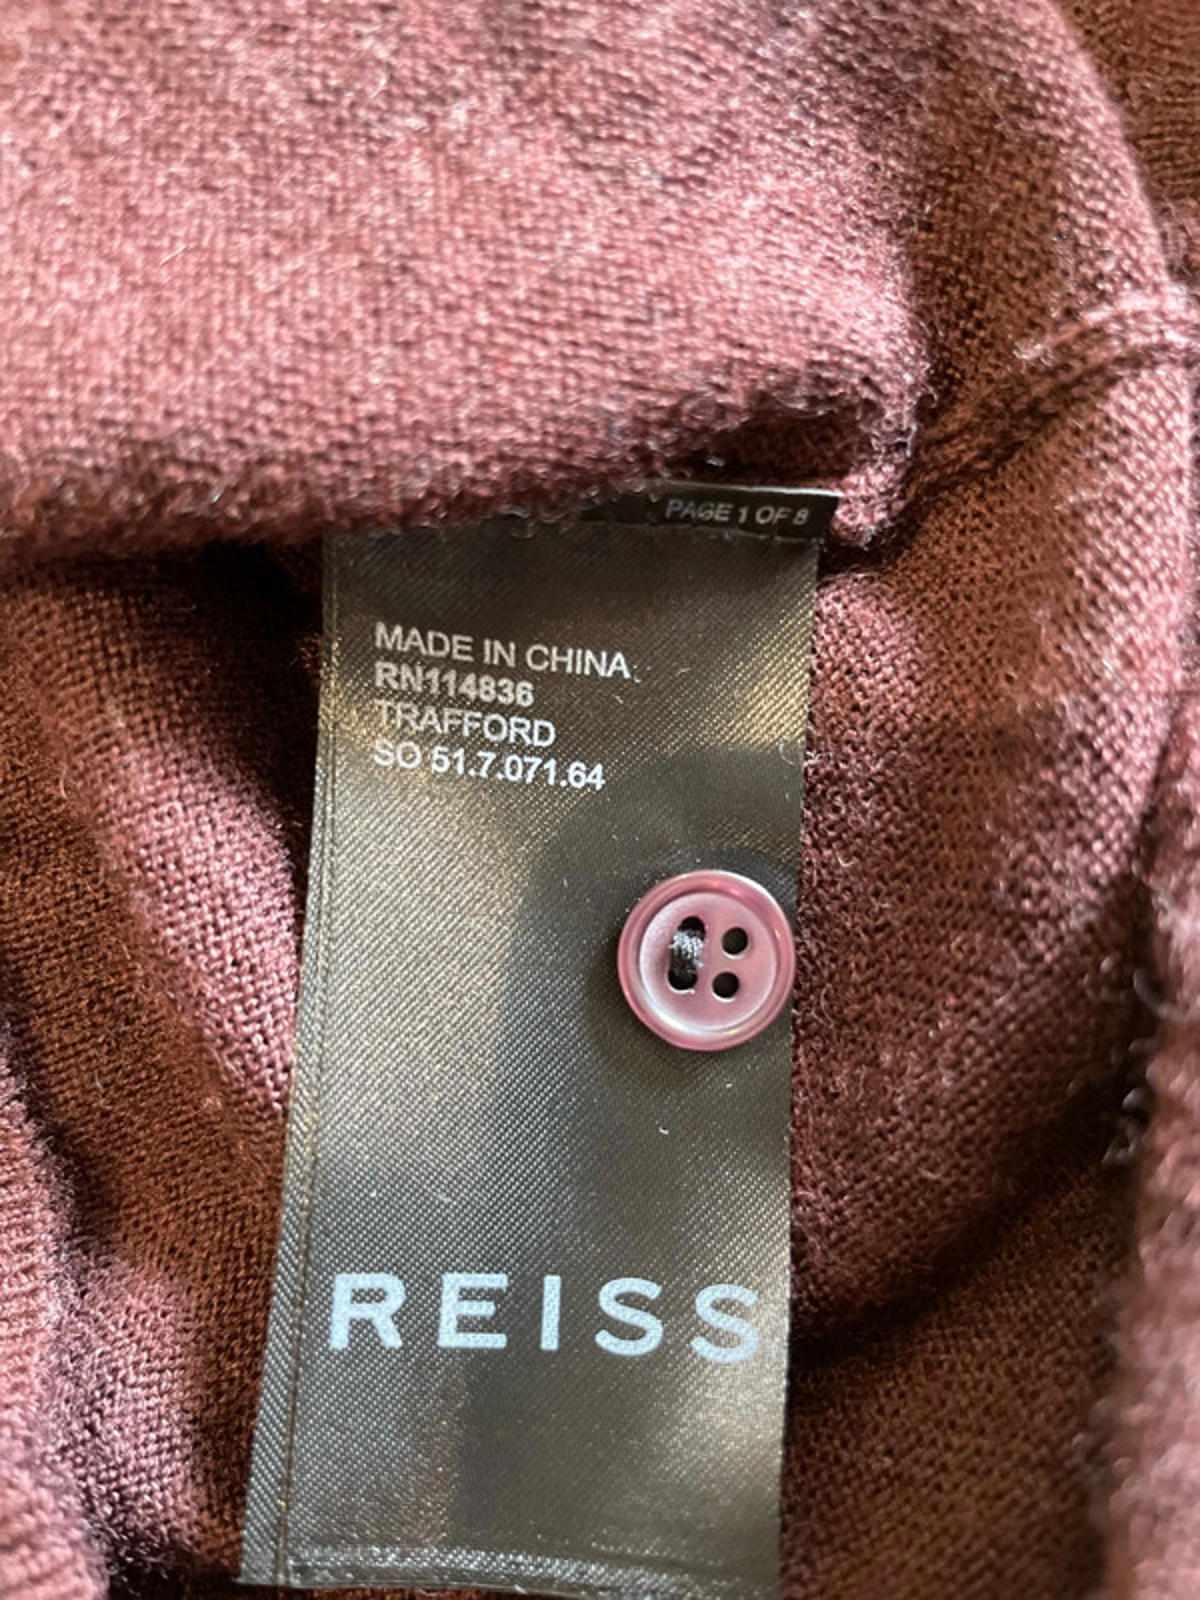 PAGE 1 OF 8
MADE IN CHINA
RN114836
TRAFFORD
SO 51.7.071.64
REISS